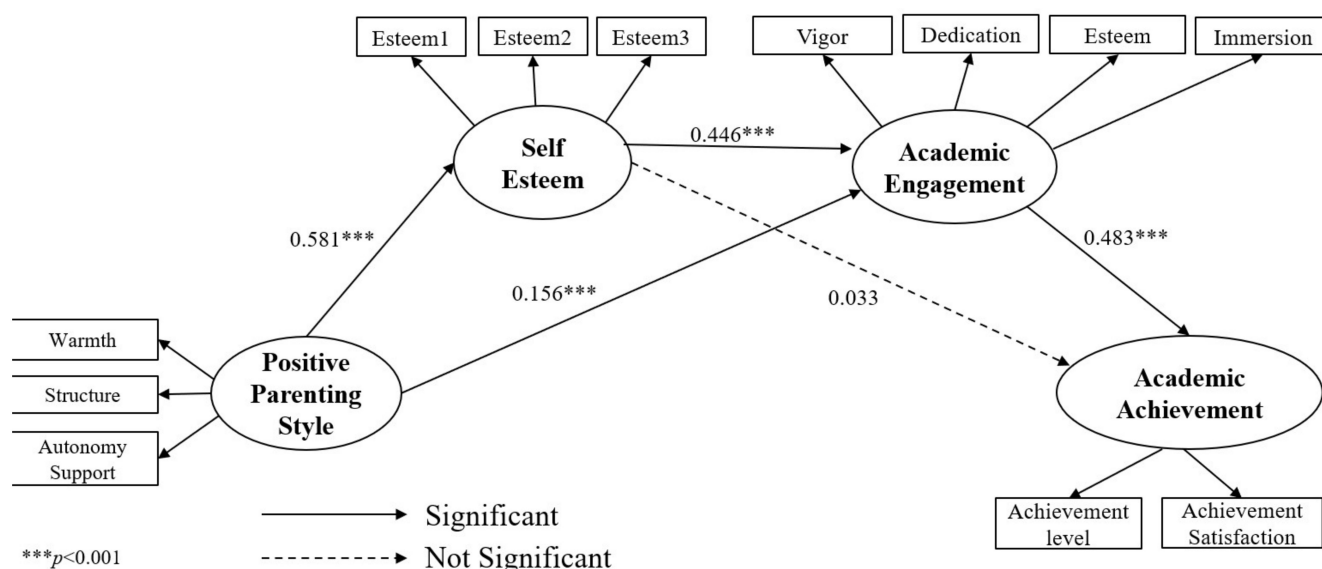 Esteem1
Esteem2
Esteem3
Vigor
Dedication
Esteem
Immersion
Self
Esteem
0.446***
Academic
Engagement
0.581***
0.483***
0.156***
0.033
Warmth
Structure
Autonomy
Support
Positive
Parenting
Style
Academic
Achievement
Achievement
level
Achievement
Satisfaction
Significant
Not Significant
***p<0.001